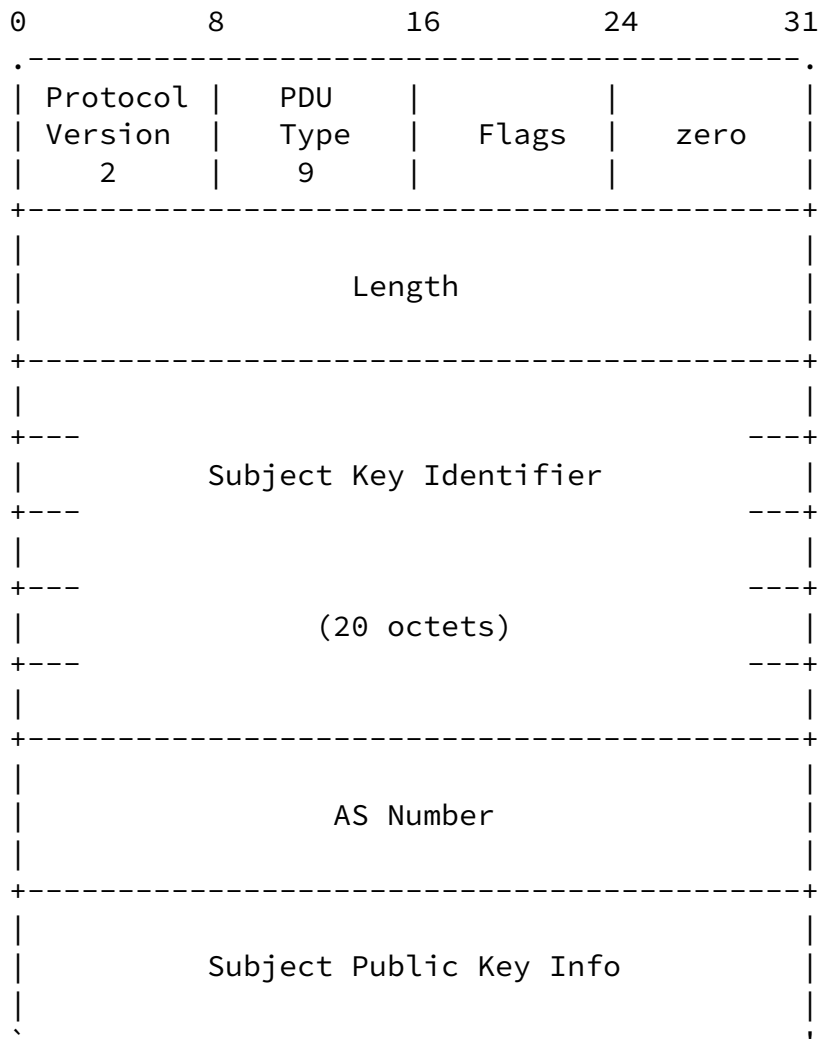 0          8          16         24        31
.-------------------------------------------.
| Protocol |   PDU    |          |          |
| Version  |   Type   |   Flags  |   zero   |
|    2     |    9     |          |          |
+-------------------------------------------+
|                                           |
|                  Length                   |
|                                           |
+-------------------------------------------+
|                                           |
+---                                     ---+
|          Subject Key Identifier           |
+---                                     ---+
|                                           |
+---                                     ---+
|                (20 octets)                |
+---                                     ---+
|                                           |
+-------------------------------------------+
|                                           |
|                 AS Number                 |
|                                           |
+-------------------------------------------+
|                                           |
|          Subject Public Key Info          |
|                                           |
`                                           '